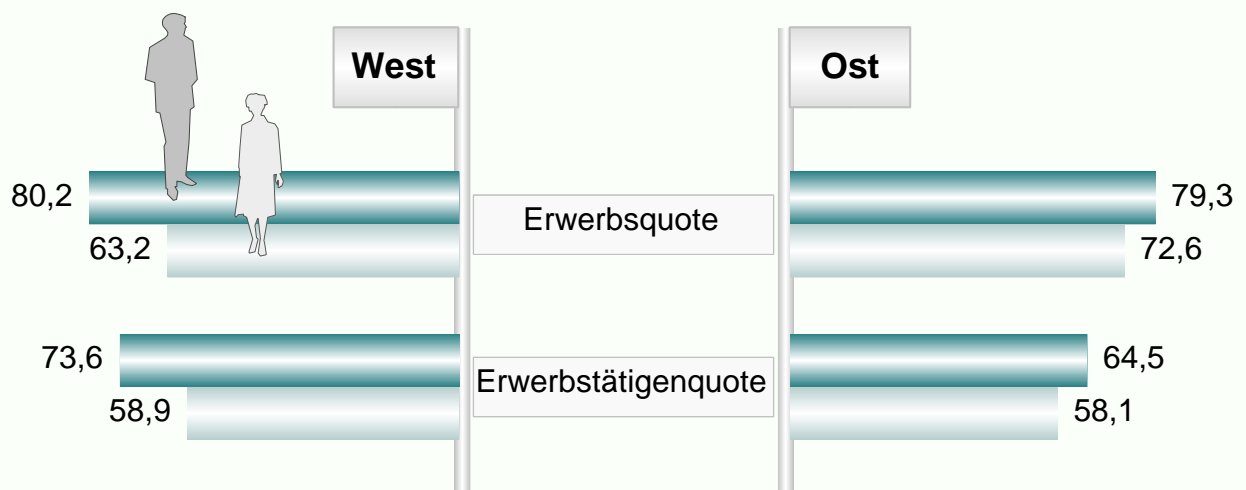 West
Ost
80,2
Erwerbsquote
79,3
63,2
72,6
73,6
Erwerbstätigenquote
64,5
58,9
58,1